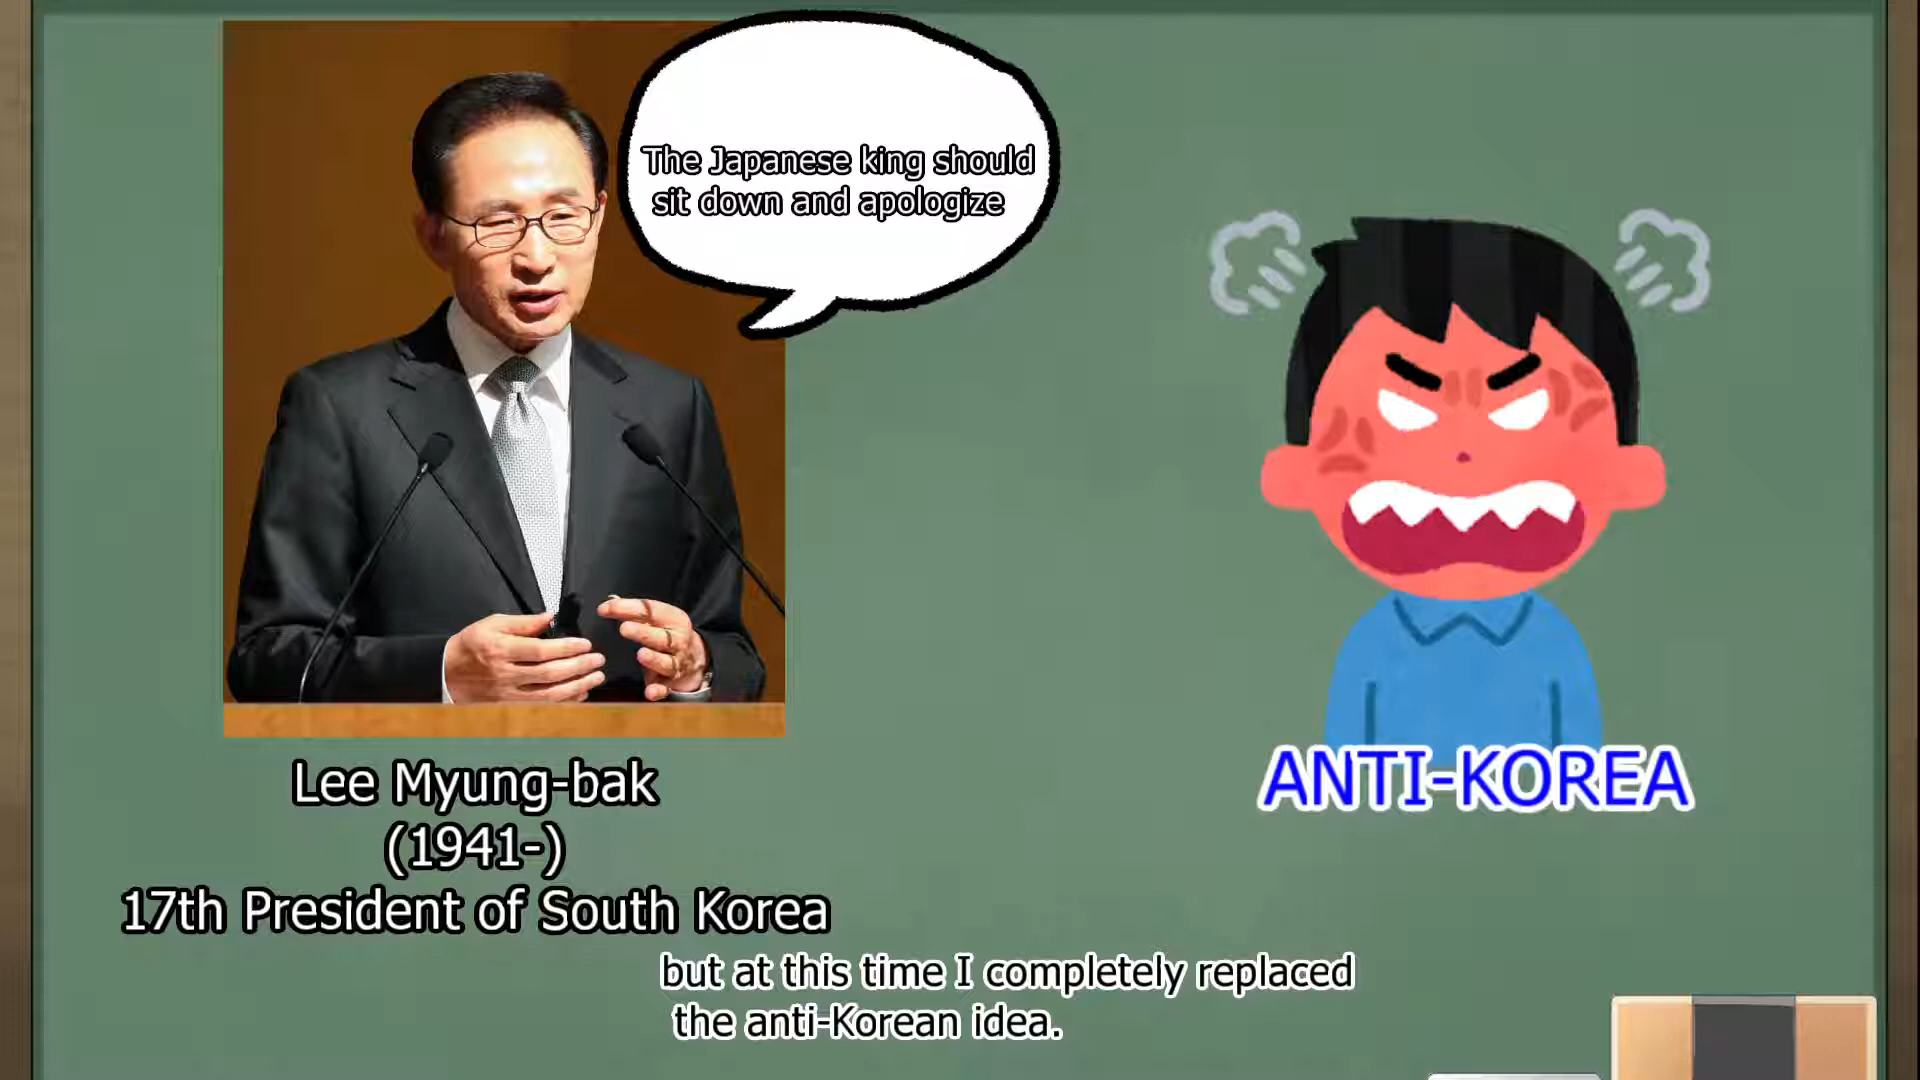 The Japanese king should
sit down and apologize
ANTI-KOREA
Lee Myung-bak
(1941-)
17th President of South Korea
but at this time I completely replaced
the anti-Korean idea.